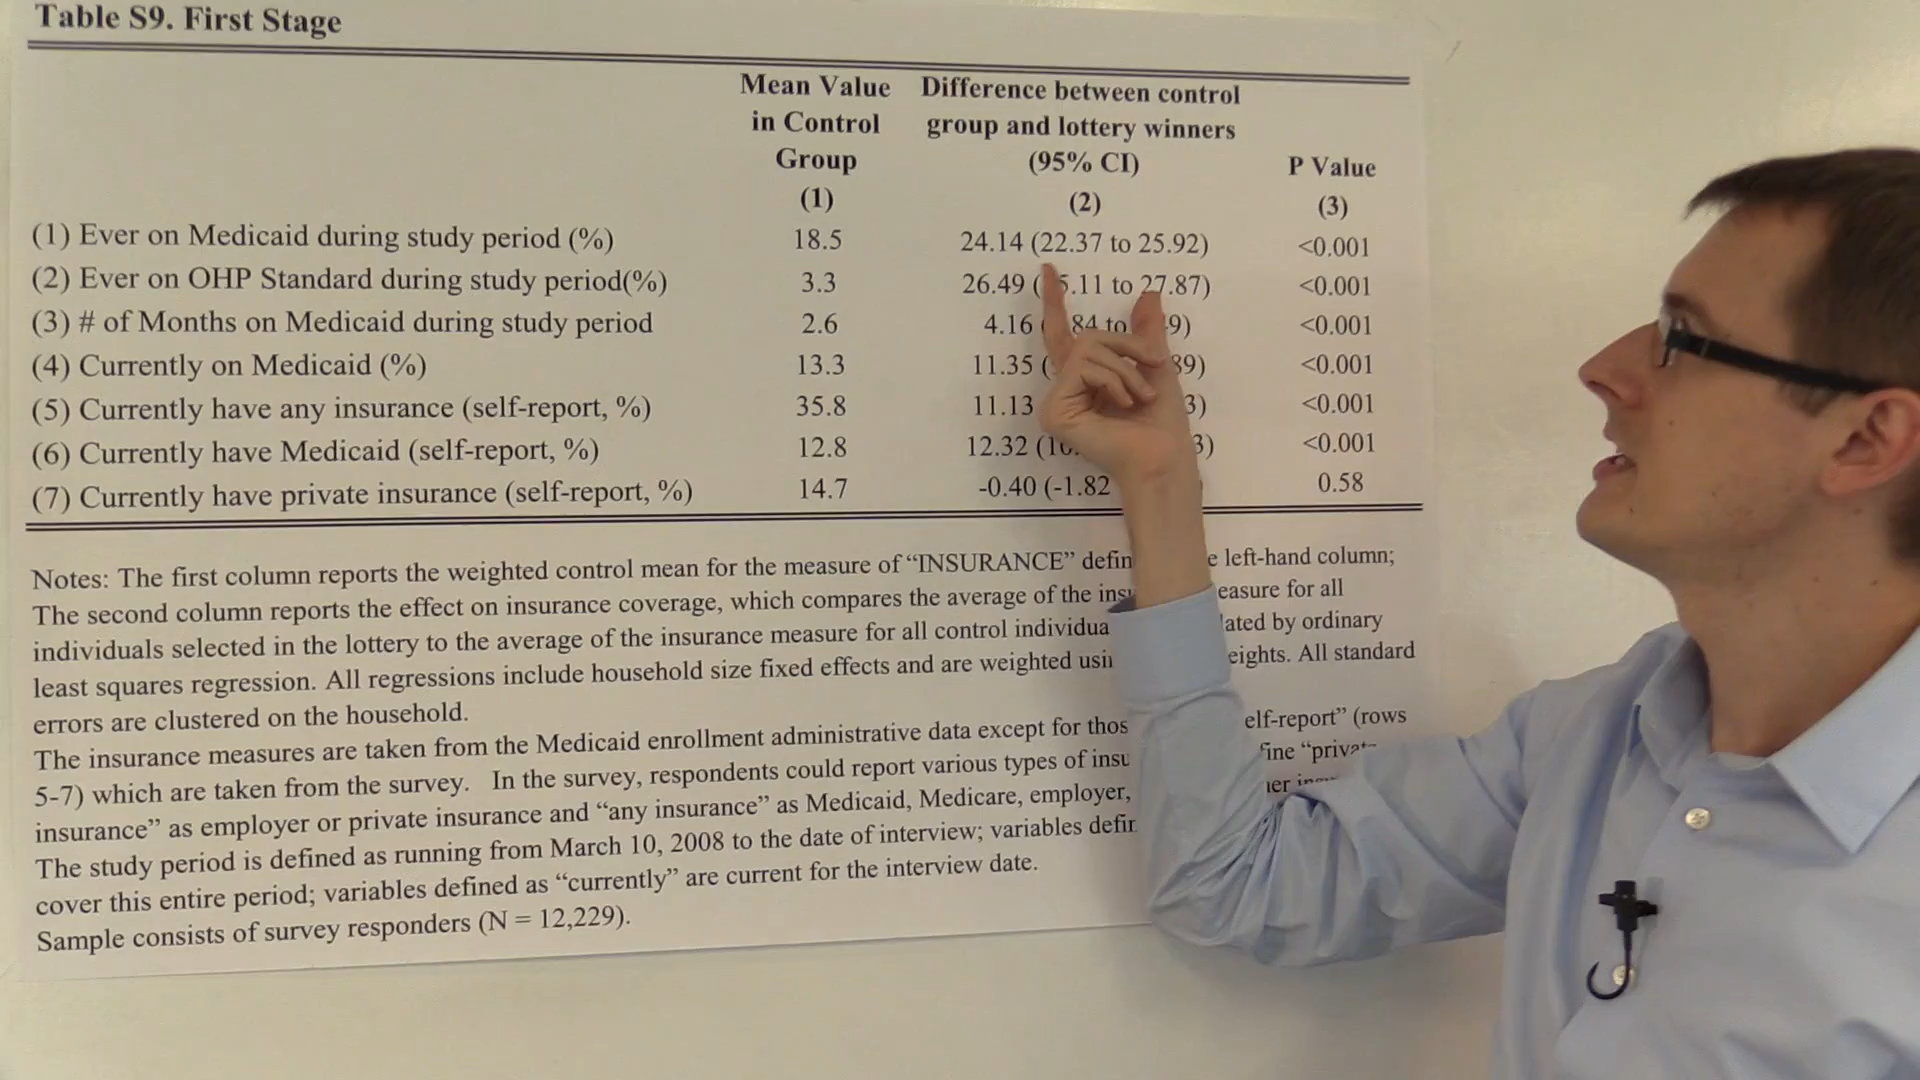 Table S9. First Stage
Mean Value Difference between control
in Control group and lottery winners
Group (95% CI) P Value
(1) (2) (3)
(1) Ever on Medicaid during study period (%) 18.5 24.14 (22.37 to 25.92) <0.001
(2) Ever on OHP Standard during study period(%) 3.3 26.49 ( 5.11 to 27.87) <0.001
(3) # of Months on Medicaid during study period 2.6 4.16 ( 84 to 9) <0.001
(4) Currently on Medicaid (%) 13.3 11.35 ( 89) <0.001
(5) Currently have any insurance (self-report, %) 35.8 11.13 3) <0.001
(6) Currently have Medicaid (self-report, %) 12.8 12.32 (10. 3) <0.001
(7) Currently have private insurance (self-report, %) 14.7 -0.40 (-1.82 ) 0.58
Notes: The first column reports the weighted control mean for the measure of “INSURANCE” left-hand column;
The second column reports the effect on insurance coverage, which compares the average of the for all
individuals selected in the lottery to the average of the insurance measure for all control by ordinary
least squares regression. All regressions include household size fixed effects and are weighted All standard
errors are clustered on the household.
The insurance measures are taken from the Medicaid enrollment administrative data except for (rows
5-7) which are taken from the survey. In the survey, respondents could report various types of
insurance” as employer or private insurance and “any insurance” as Medicaid, Medicare, employer,
The study period is defined as running from March 10, 2008 to the date of interview; variables
cover this entire period; variables defined as “currently” are current for the interview date.
Sample consists of survey responders (N = 12,229).